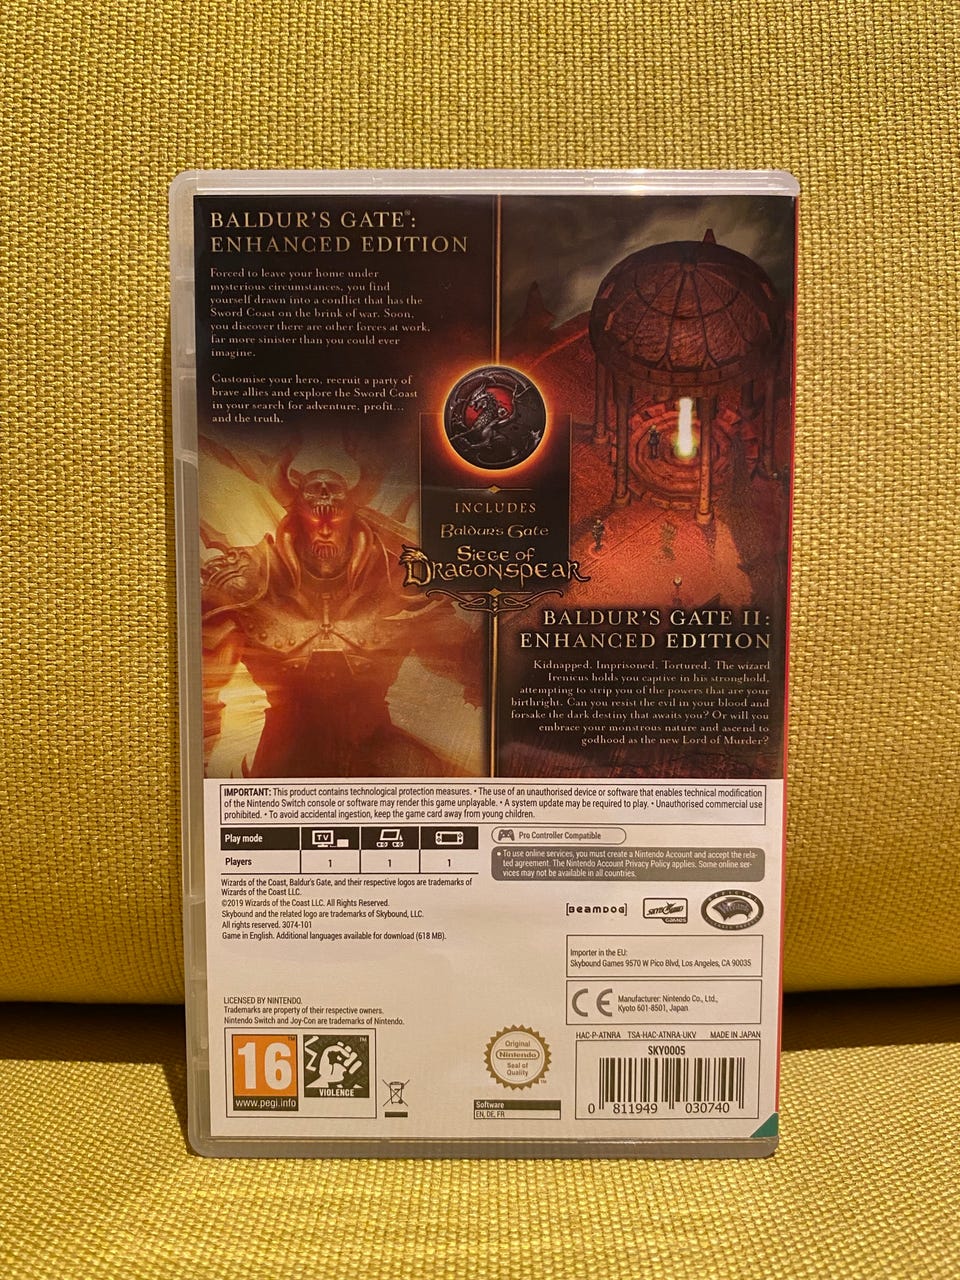 BALDUR'S GATE®:
ENHANCED EDITION
Forced to leave your home under
mysterious circumstances, you find
yourself drawn into a conflict that has the
Sword Coast on the brink of war. Soon,
you discover there are other forces at work,
far more sinister than you could ever
imagine.
Customise your hero, recruit a party of
brave allies and explore the Sword Coast
in your search for adventure, profit...
and the truth.
INCLUDES
Baldur's Gate
Siege of
Dragonspear
BALDUR'S GATE II:
ENHANCED EDITION
Kidnapped. Imprisoned. Tortured. The wizard
Irenicus holds you captive in his stronghold,
attempting to strip you of the powers that are your
birthright. Can you resist the evil in your blood and
forsake the dark destiny that awaits you? Or will you
embrace your monstrous nature and ascend to
godhood as the new Lord of Murder?
IMPORTANT: This product contains technological protection measures. • The use of an unauthorised device or software that enables technical modification
of the Nintendo Switch console or software may render this game unplayable. • A system update may be required to play. • Unauthorised commercial use
prohibited. • To avoid accidental ingestion, keep the game card away from young children.
Play mode TV
Players 1 1 1
Pro Controller Compatible
• To use online services, you must create a Nintendo Account and accept the rela-
ted agreement. The Nintendo Account Privacy Policy applies. Some online ser-
vices may not be available in all countries.
Wizards of the Coast, Baldur's Gate, and their respective logos are trademarks of
Wizards of the Coast LLC.
©2019 Wizards of the Coast LLC. All Rights Reserved.
Skybound and the related logo are trademarks of Skybound, LLC.
All rights reserved. 3074-101
Game in English. Additional languages available for download (618 MB).
BEAMDOG
SKYBOUND
GAMES
OFFICIAL
Wizards
Importer in the EU:
Skybound Games 9570 W Pico Blvd, Los Angeles, CA 90035
CE
Manufacturer: Nintendo Co., Ltd.,
Kyoto 601-8501, Japan
LICENSED BY NINTENDO.
Trademarks are property of their respective owners.
Nintendo Switch and Joy-Con are trademarks of Nintendo.
16 ™
www.pegi.info
™
VIOLENCE
Original
Nintendo
Seal of
Quality
™
Software
EN, DE, FR
HAC-P-ATNRA TSA-HAC-ATNRA-UKV MADE IN JAPAN
SKY0005
0 811949 030740